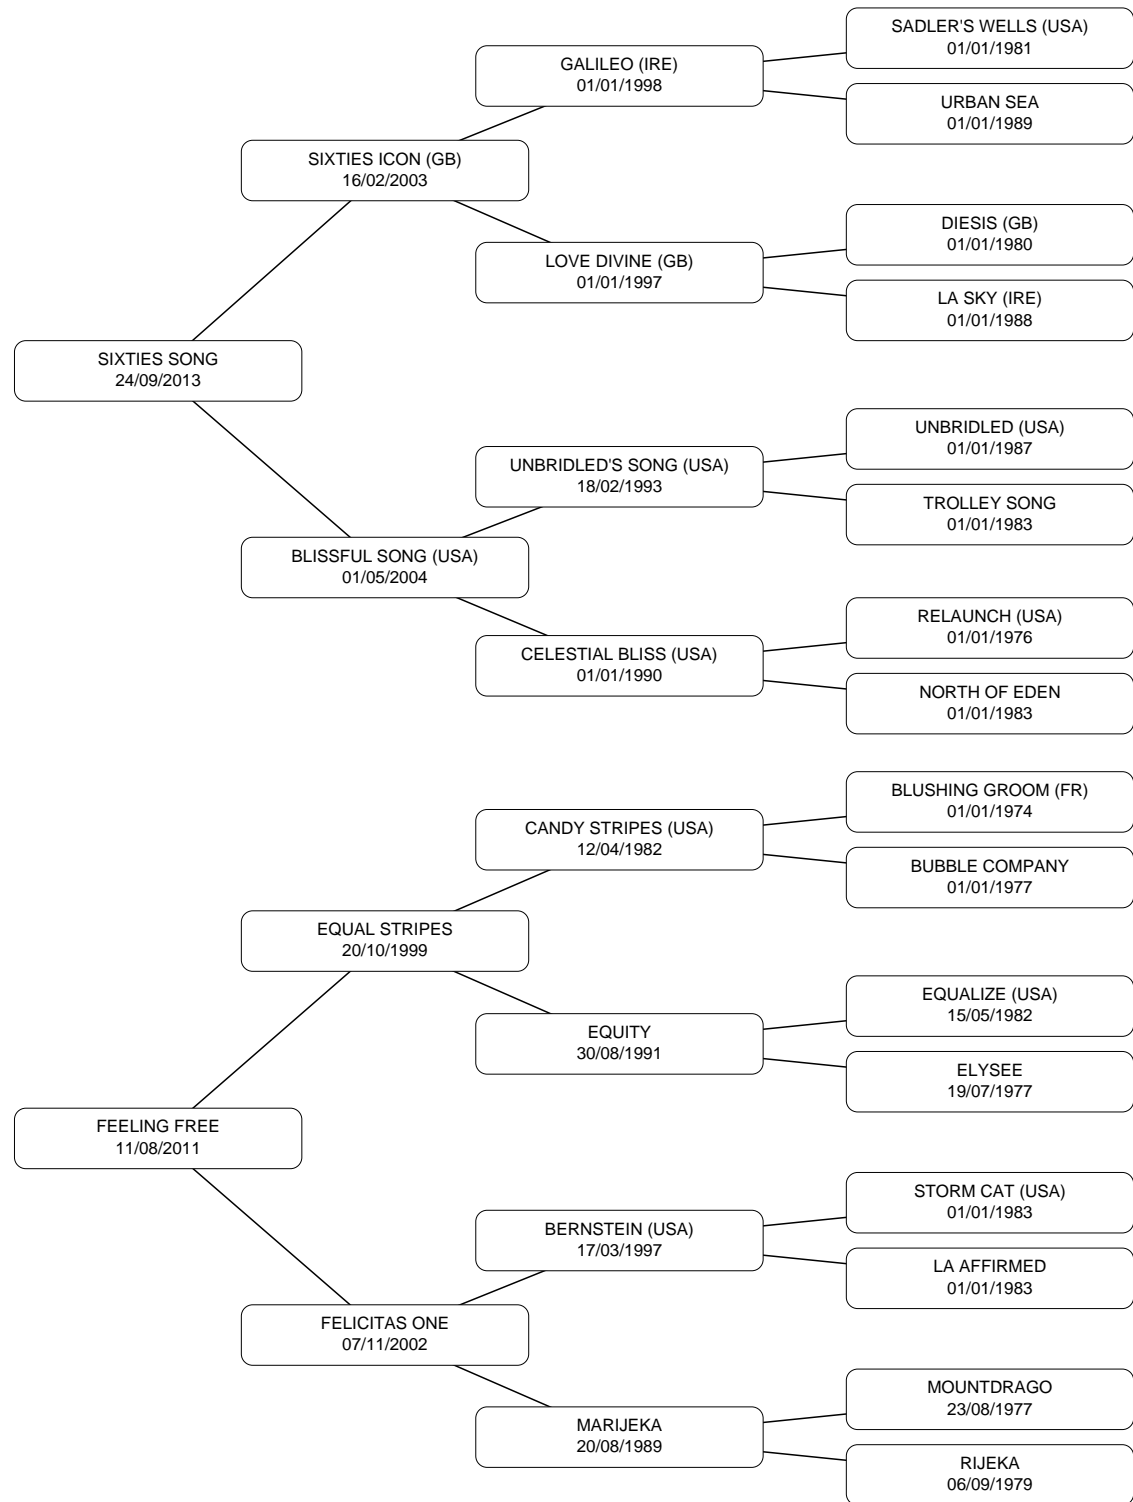 SADLER'S WELLS (USA)
01/01/1981
GALILEO (IRE)
01/01/1998
URBAN SEA
01/01/1989
SIXTIES ICON (GB)
16/02/2003
DIESIS (GB)
01/01/1980
LOVE DIVINE (GB)
01/01/1997
LA SKY (IRE)
01/01/1988
SIXTIES SONG
24/09/2013
UNBRIDLED (USA)
01/01/1987
UNBRIDLED'S SONG (USA)
18/02/1993
TROLLEY SONG
01/01/1983
BLISSFUL SONG (USA)
01/05/2004
RELAUNCH (USA)
01/01/1976
CELESTIAL BLISS (USA)
01/01/1990
NORTH OF EDEN
01/01/1983
BLUSHING GROOM (FR)
01/01/1974
CANDY STRIPES (USA)
12/04/1982
BUBBLE COMPANY
01/01/1977
EQUAL STRIPES
20/10/1999
EQUALIZE (USA)
15/05/1982
EQUITY
30/08/1991
ELYSEE
19/07/1977
FEELING FREE
11/08/2011
STORM CAT (USA)
01/01/1983
BERNSTEIN (USA)
17/03/1997
LA AFFIRMED
01/01/1983
FELICITAS ONE
07/11/2002
MOUNTDRAGO
23/08/1977
MARIJEKA
20/08/1989
RIJEKA
06/09/1979